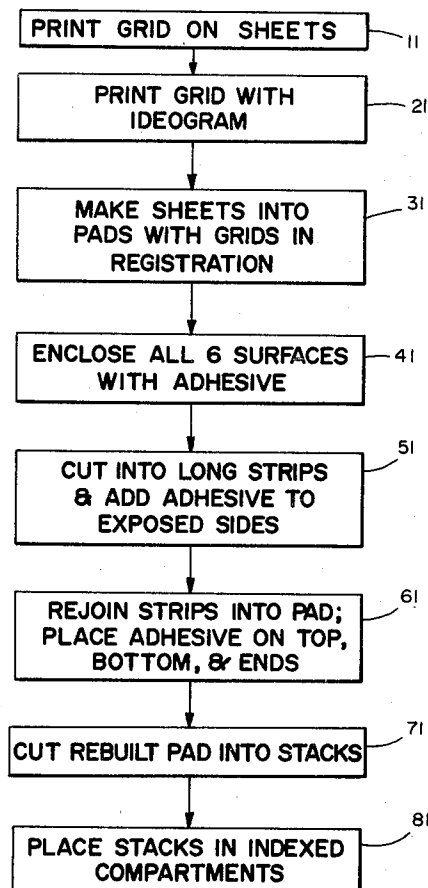 PRINT GRID ON SHEETS
11
PRINT GRID WITH
IDEOGRAM
21
MAKE SHEETS INTO
PADS WITH GRIDS IN
REGISTRATION
31
ENCLOSE ALL 6 SURFACES
WITH ADHESIVE
41
CUT INTO LONG STRIPS
& ADD ADHESIVE TO
EXPOSED SIDES
51
REJOIN STRIPS INTO PAD;
PLACE ADHESIVE ON TOP,
BOTTOM, & ENDS
61
CUT REBUILT PAD INTO STACKS
71
PLACE STACKS IN INDEXED
COMPARTMENTS
81